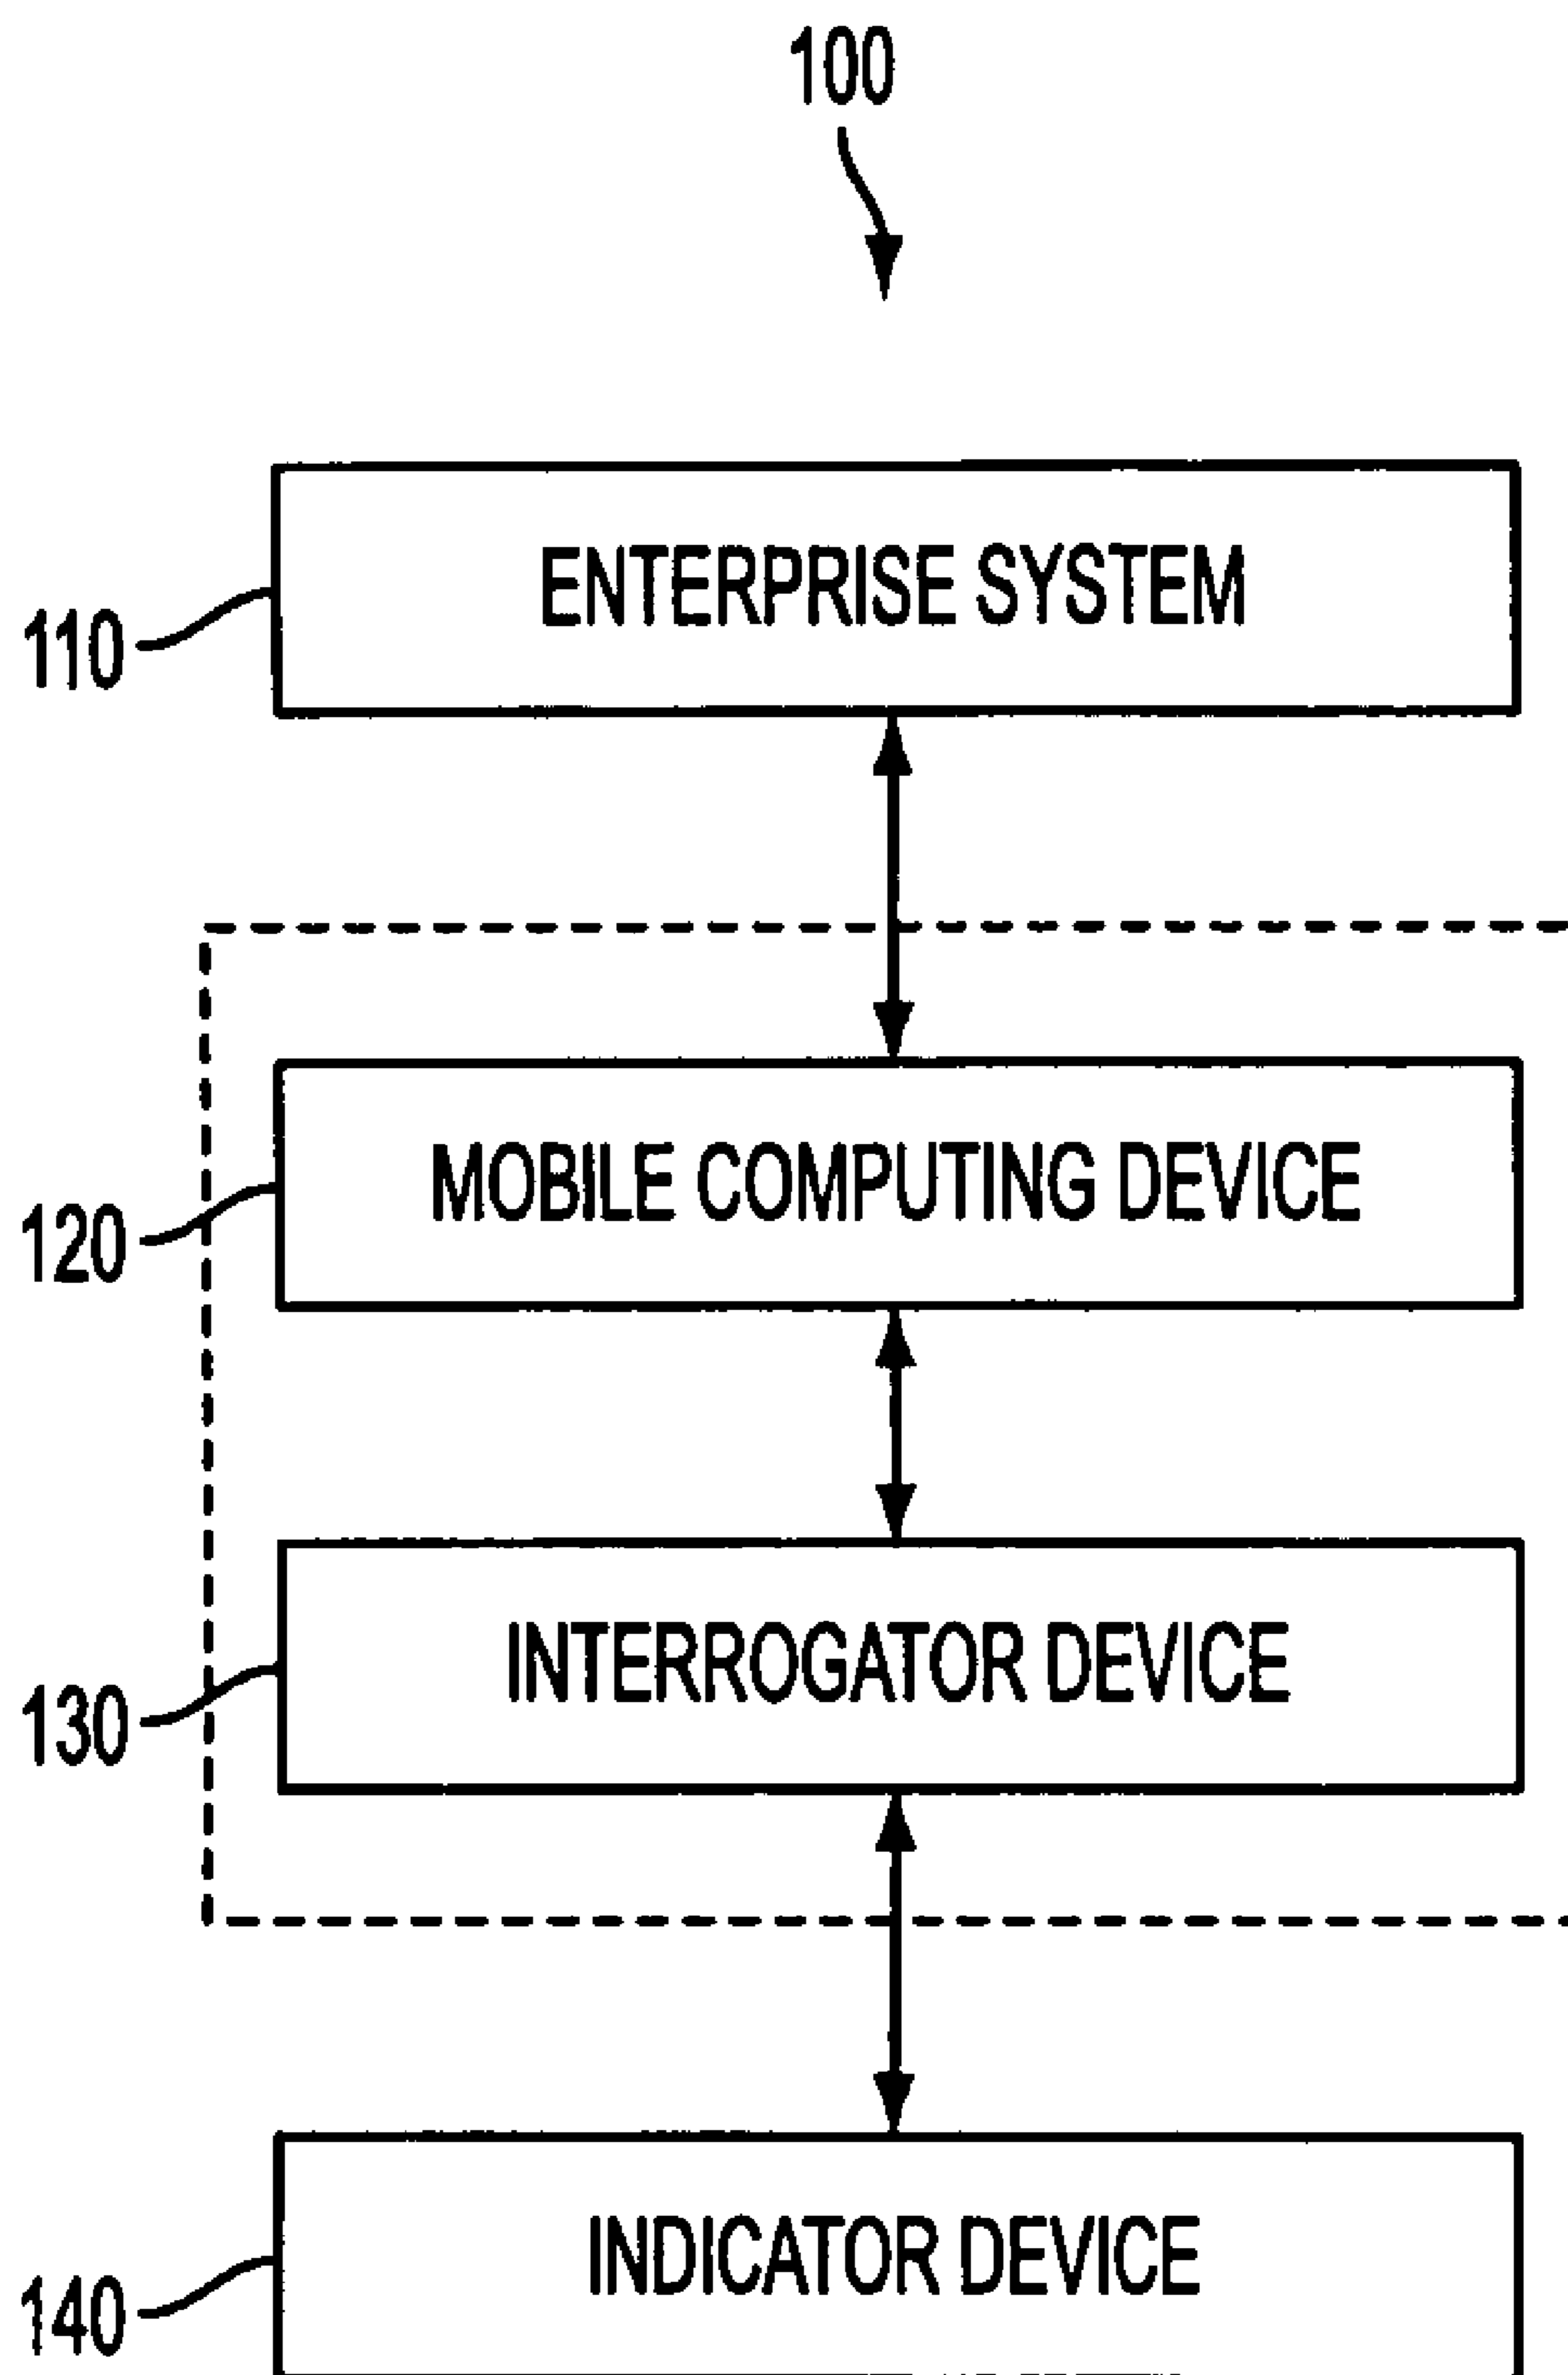 100
ENTERPRISE SYSTEM
110
MOBILE COMPUTING DEVICE
120
INTERROGATOR DEVICE
130
INDICATOR DEVICE
140